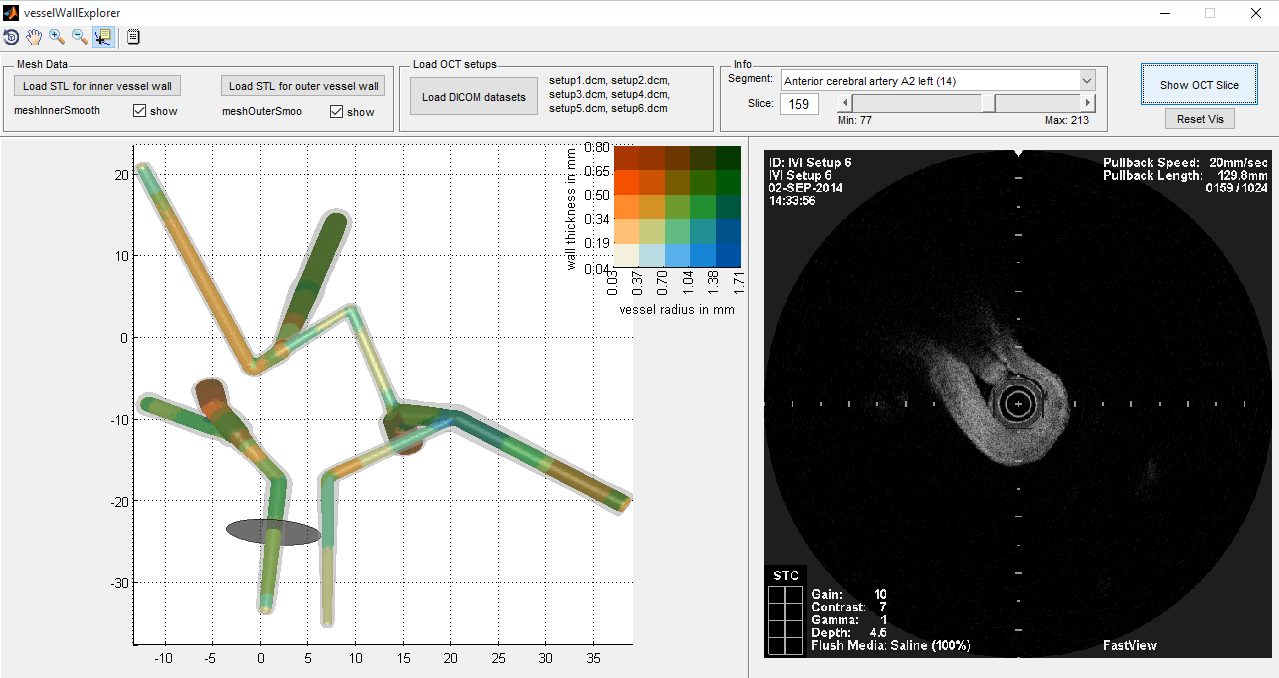 vesselWallExplorer
Mesh Data
Load STL for inner vessel wall
Load STL for outer vessel wall
meshInnerSmooth
show
meshOuterSmoo
show
Load OCT setups
Load DICOM datasets
setup1.dcm, setup2.dcm,
setup3.dcm, setup4.dcm,
setup5.dcm, setup6.dcm
Info
Segment:
Anterior cerebral artery A2 left (14)
Slice:
159
Min: 77
Max: 213
Show OCT Slice
Reset Vis
20
10
0
-10
-20
-30
-10
-5
0
5
10
15
20
25
30
35
wall thickness in mm
0.80
0.65
0.50
0.34
0.19
0.04
0.03
0.37
0.70
1.04
1.38
1.71
vessel radius in mm
ID: IVI Setup 6
IVI Setup 6
02-SEP-2014
14:33:56
Pullback Speed: 20mm/sec
Pullback Length: 129.8mm
0159 / 1024
STC
Gain: 10
Contrast: 7
Gamma: 1
Depth: 4.6
Flush Media: Saline (100%)
FastView